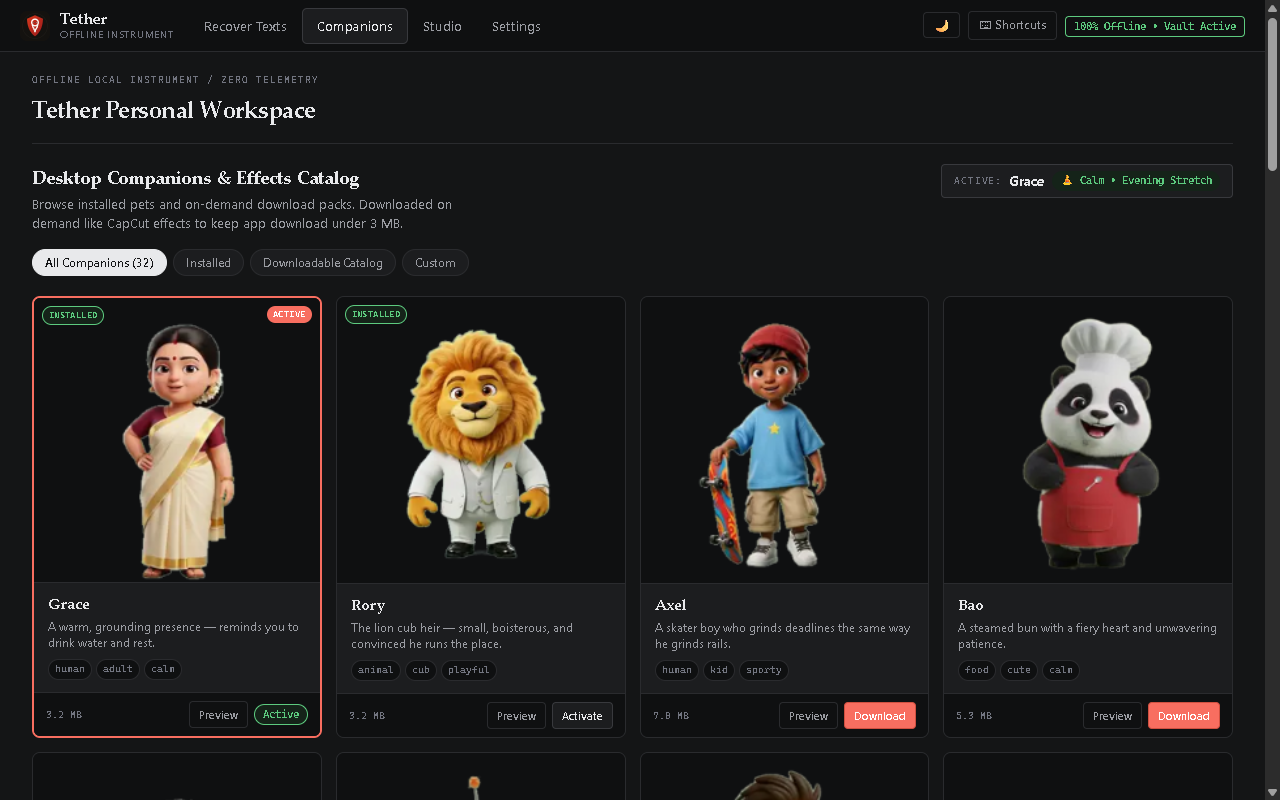 Tether
OFFLINE INSTRUMENT
Recover Texts
Companions
Studio
Settings
Shortcuts
100% Offline • Vault Active
OFFLINE LOCAL INSTRUMENT / ZERO TELEMETRY
Tether Personal Workspace
Desktop Companions & Effects Catalog
Browse installed pets and on-demand download packs. Downloaded on
demand like CapCut effects to keep app download under 3 MB.
ACTIVE: Grace Calm • Evening Stretch
All Companions (32)
Installed
Downloadable Catalog
Custom
INSTALLED
ACTIVE
Grace
A warm, grounding presence — reminds you to
drink water and rest.
human adult calm
3.2 MB
Preview
Active
INSTALLED
Rory
The lion cub heir — small, boisterous, and
convinced he runs the place.
animal cub playful
3.2 MB
Preview
Activate
Axel
A skater boy who grinds deadlines the same way
he grinds rails.
human kid sporty
7.0 MB
Preview
Download
Bao
A steamed bun with a fiery heart and unwavering
patience.
food cute calm
5.3 MB
Preview
Download